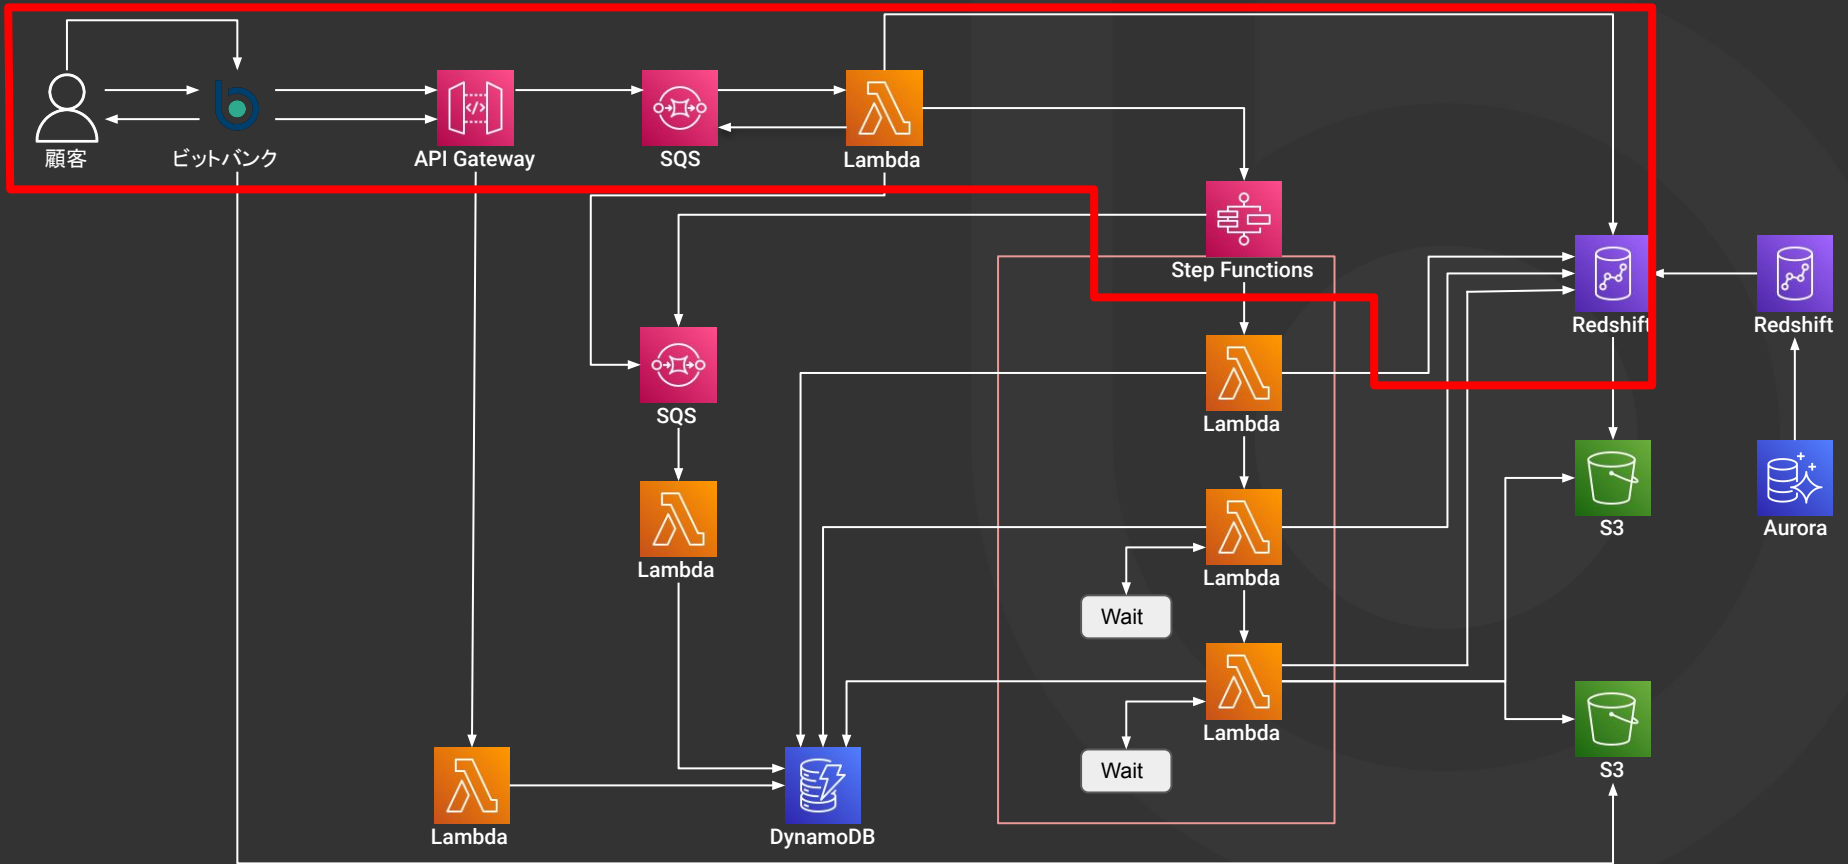 顧客
ビットバンク
API Gateway
SQS
Lambda
Step Functions
Redshift
Redshift
SQS
Lambda
Lambda
S3
Aurora
Lambda
Wait
Lambda
Wait
S3
Lambda
DynamoDB